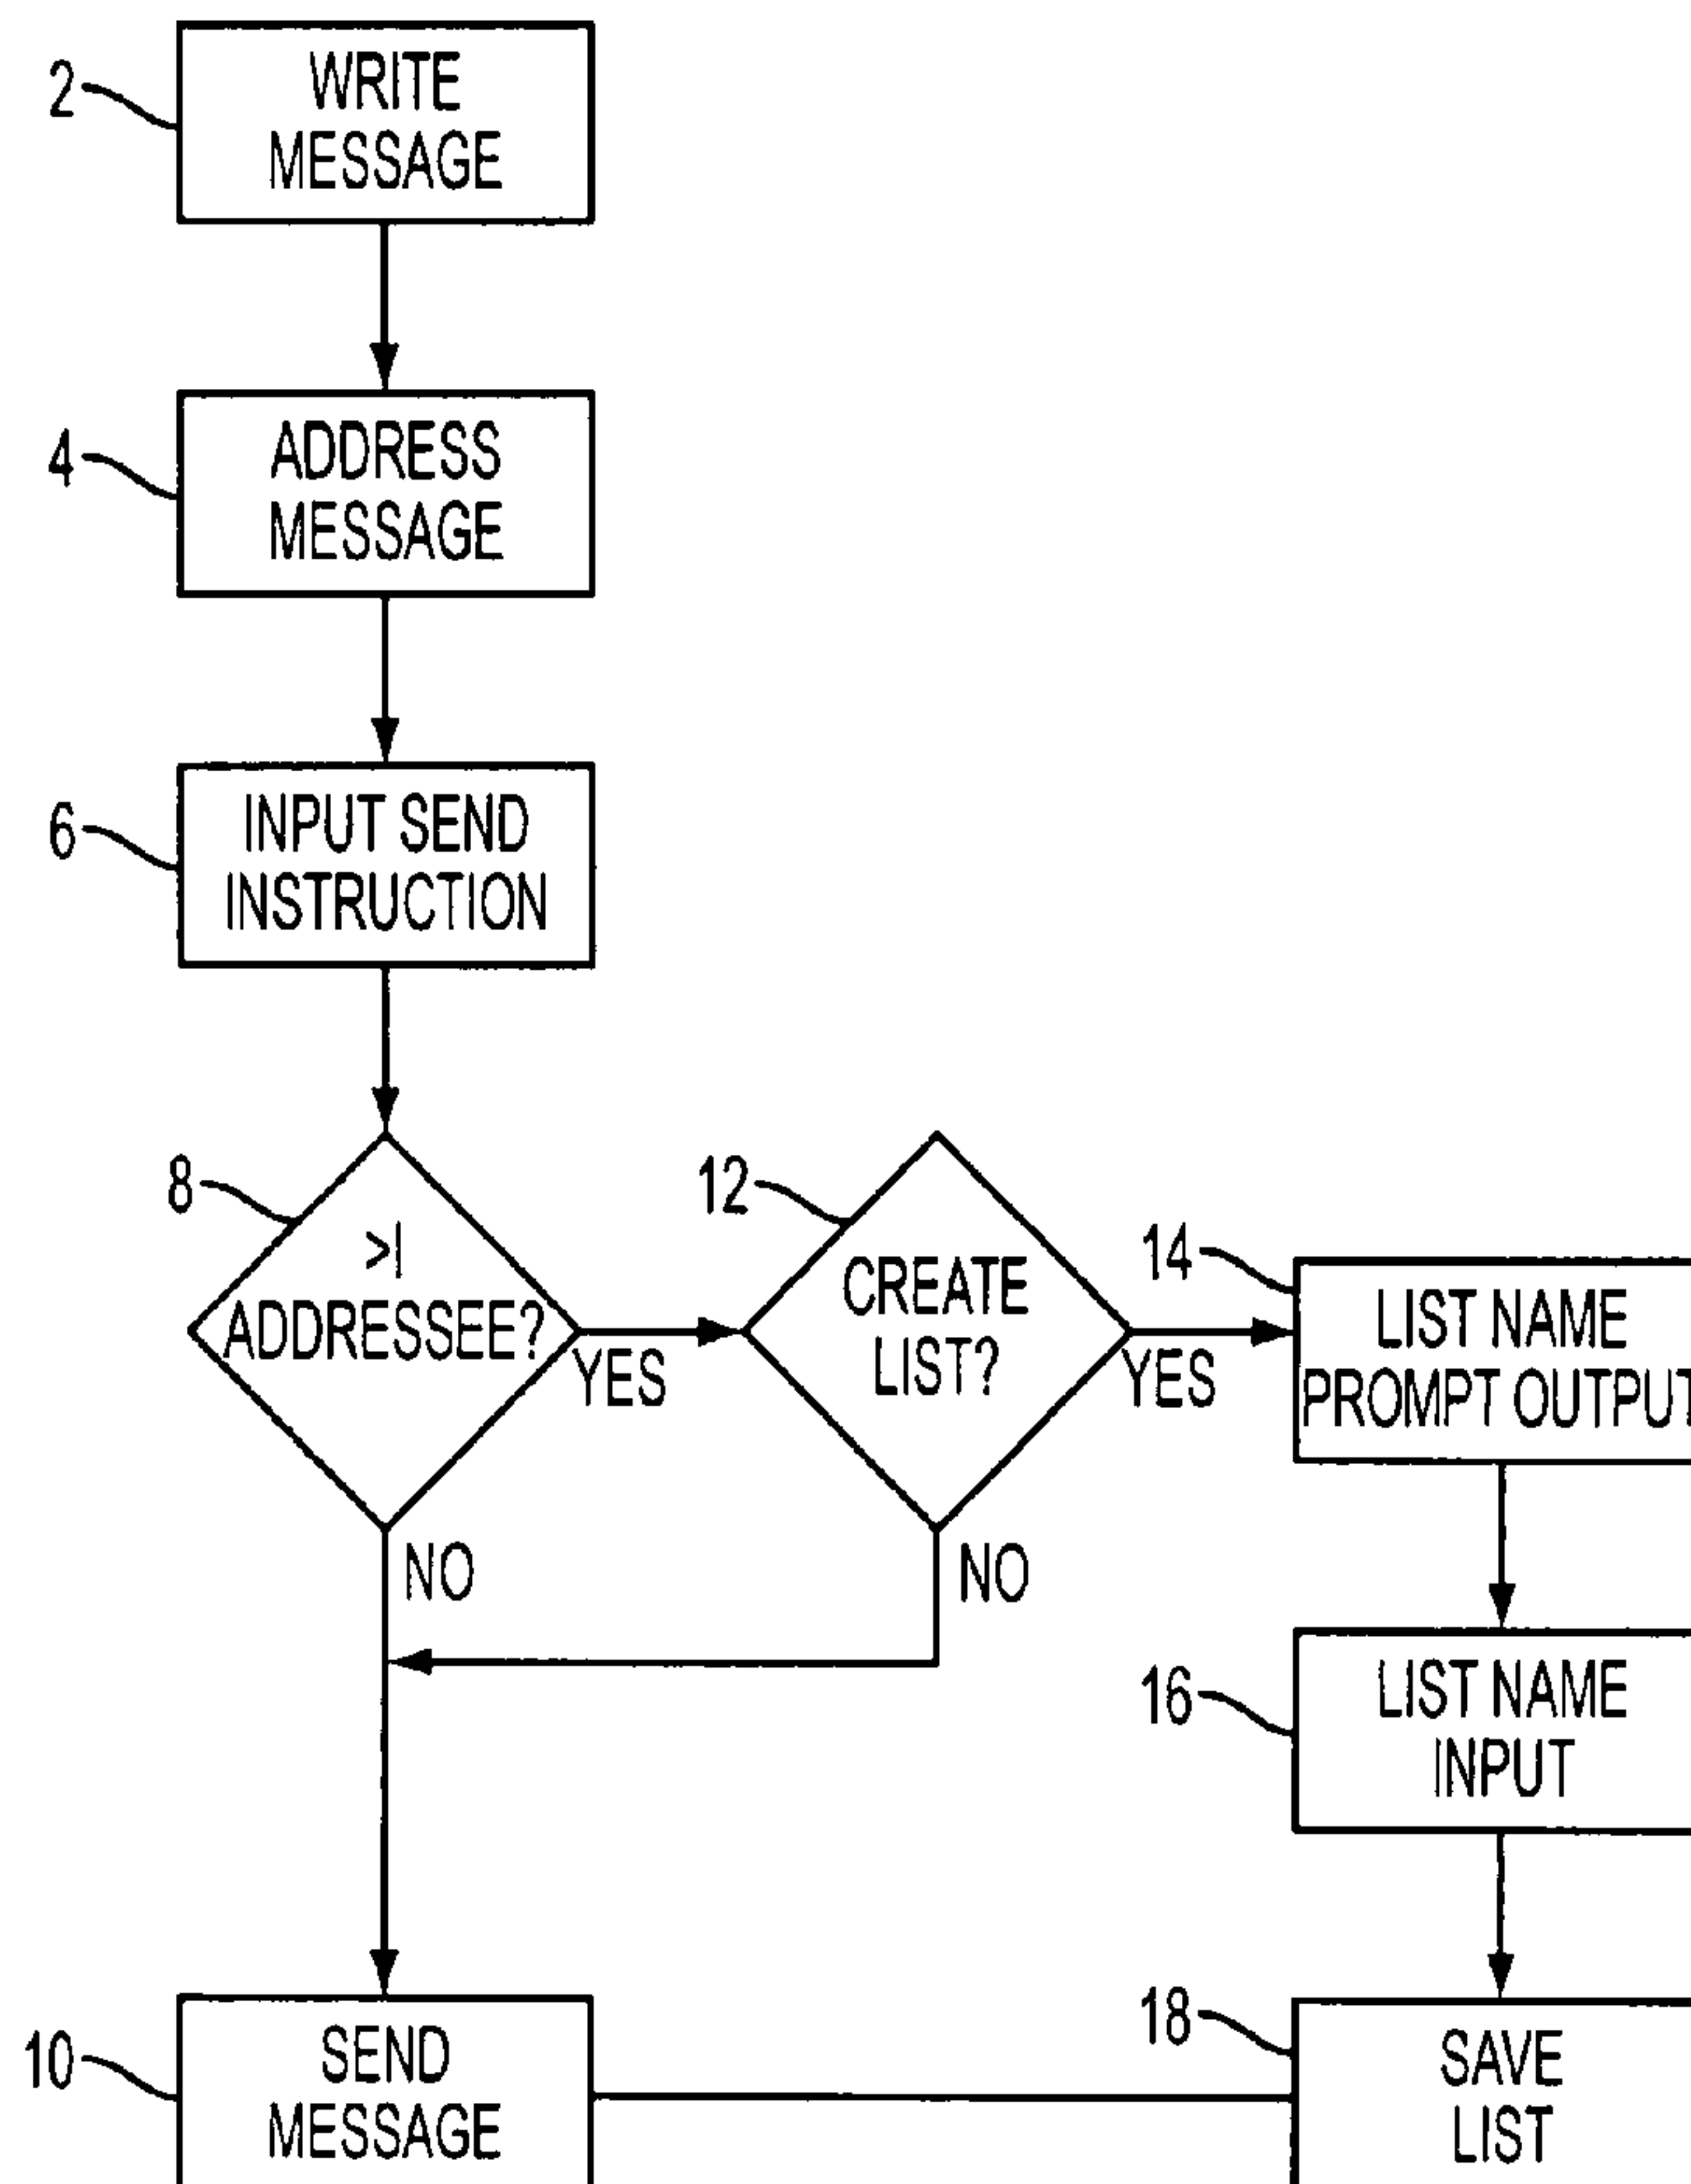 2
WRITE
MESSAGE
4
ADDRESS
MESSAGE
6
INPUT SEND
INSTRUCTION
8
>1
ADDRESSEE?
YES
NO
12
CREATE
LIST?
YES
NO
14
LIST NAME
PROMPT OUTPUT
16
LIST NAME
INPUT
18
SAVE
LIST
10
SEND
MESSAGE